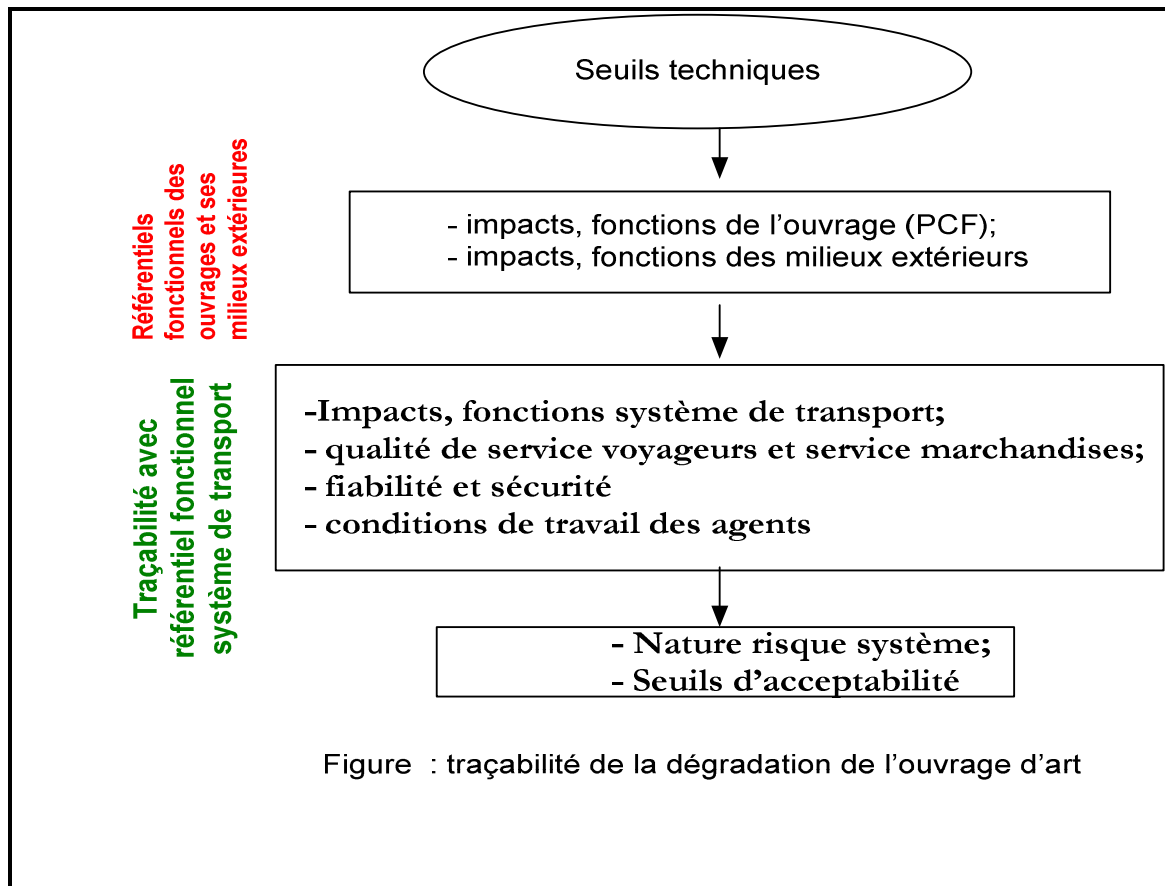 Seuils techniques
Référentiels
fonctionnels des
ouvrages et ses
milieux extérieures
- impacts, fonctions de l'ouvrage (PCF);
- impacts, fonctions des milieux extérieurs
Traçabilité avec
référentiel fonctionnel
système de transport
-Impacts, fonctions système de transport;
- qualité de service voyageurs et service marchandises;
- fiabilité et sécurité
- conditions de travail des agents
- Nature risque système;
- Seuils d'acceptabilité
Figure : traçabilité de la dégradation de l'ouvrage d'art